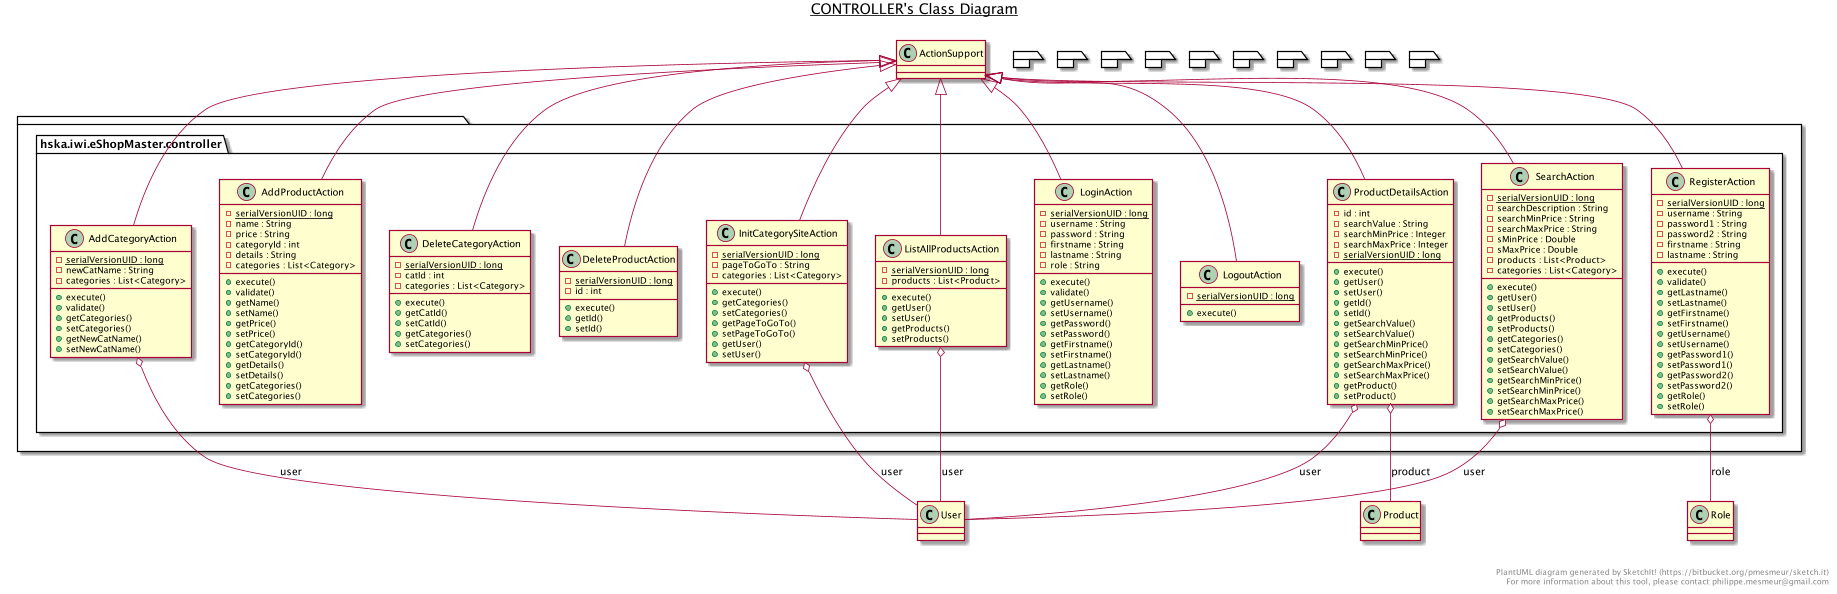 CONTROLLER's Class Diagram
ActionSupport
hska.iwi.eShopMaster.controller
AddCategoryAction
serialVersionUID : long
newCatName : String
categories : List<Category>
execute()
validate()
getCategories()
setCategories()
getNewCatName()
setNewCatName()
AddProductAction
serialVersionUID : long
name : String
price : String
categoryId : int
details : String
categories : List<Category>
execute()
validate()
getName()
setName()
getPrice()
setPrice()
getCategoryId()
setCategoryId()
getDetails()
setDetails()
getCategories()
setCategories()
DeleteCategoryAction
serialVersionUID : long
catId : int
categories : List<Category>
execute()
getCatId()
setCatId()
getCategories()
setCategories()
DeleteProductAction
serialVersionUID : long
id : int
execute()
getId()
setId()
InitCategorySiteAction
serialVersionUID : long
pageToGoTo : String
categories : List<Category>
execute()
getCategories()
setCategories()
getPageToGoTo()
setPageToGoTo()
getUser()
setUser()
ListAllProductsAction
serialVersionUID : long
products : List<Product>
execute()
getUser()
setUser()
getProducts()
setProducts()
LoginAction
serialVersionUID : long
username : String
password : String
firstname : String
lastname : String
role : String
execute()
validate()
getUsername()
setUsername()
getPassword()
setPassword()
getFirstname()
setFirstname()
getLastname()
setLastname()
getRole()
setRole()
LogoutAction
serialVersionUID : long
execute()
ProductDetailsAction
id : int
searchValue : String
searchMinPrice : Integer
searchMaxPrice : Integer
serialVersionUID : long
execute()
getUser()
setUser()
getId()
setId()
getSearchValue()
setSearchValue()
getSearchMinPrice()
setSearchMinPrice()
getSearchMaxPrice()
setSearchMaxPrice()
getProduct()
setProduct()
SearchAction
serialVersionUID : long
searchDescription : String
searchMinPrice : String
searchMaxPrice : String
sMinPrice : Double
sMaxPrice : Double
products : List<Product>
categories : List<Category>
execute()
getUser()
setUser()
getProducts()
setProducts()
getCategories()
setCategories()
getSearchValue()
setSearchValue()
getSearchMinPrice()
setSearchMinPrice()
getSearchMaxPrice()
setSearchMaxPrice()
RegisterAction
serialVersionUID : long
username : String
password1 : String
password2 : String
firstname : String
lastname : String
execute()
validate()
getLastname()
setLastname()
getFirstname()
setFirstname()
getUsername()
setUsername()
getPassword1()
setPassword1()
getPassword2()
setPassword2()
getRole()
setRole()
user
user
user
user
product
user
role
User
Product
Role
PlantUML diagram generated by SketchIt! (https://bitbucket.org/pmesmeur/sketch.it)
For more information about this tool, please contact philippe.mesmeur@gmail.com